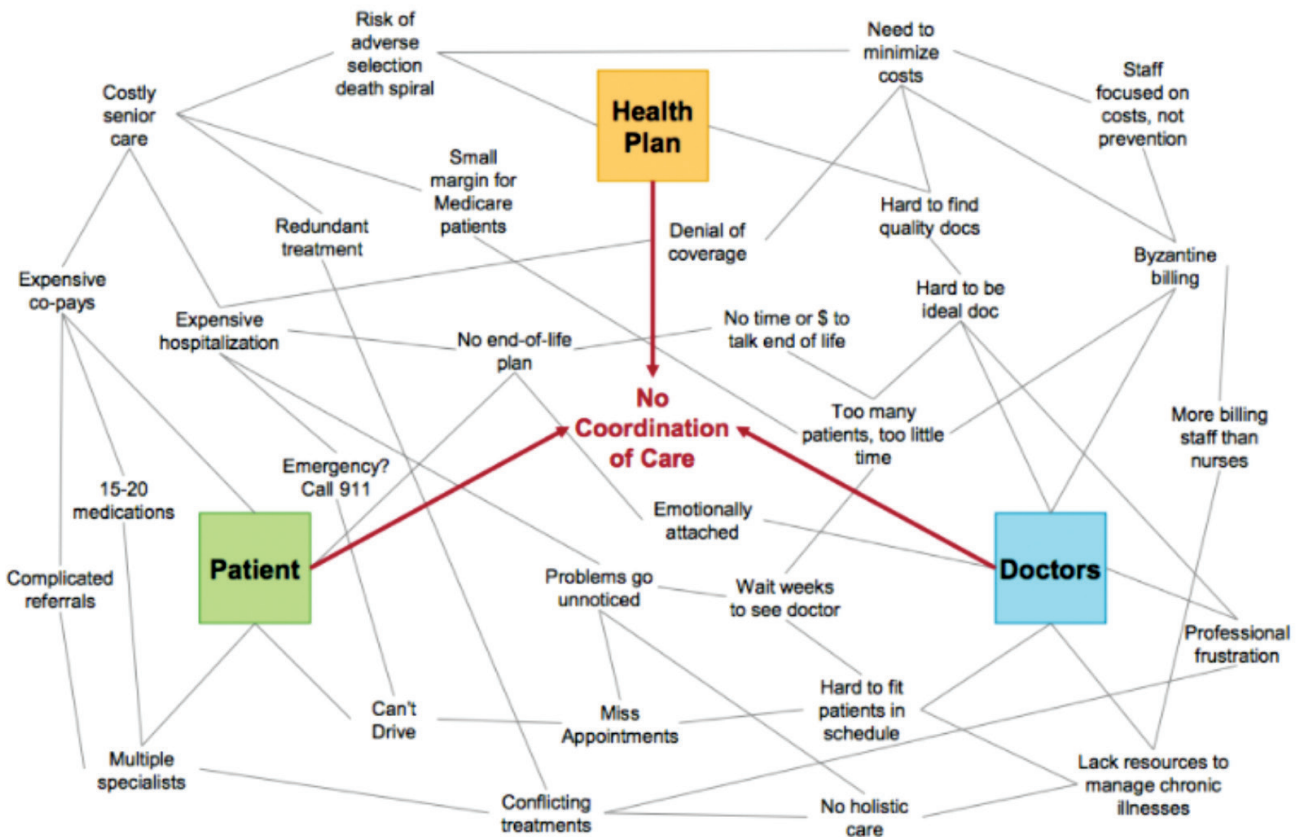 Risk of
adverse
selection
death spiral
Need to
minimize
costs
Staff
focused on
costs, not
prevention
Costly
senior
care
Health
Plan
Small
margin for
Medicare
patients
Hard to find
quality docs
Redundant
treatment
Denial of
coverage
Byzantine
billing
Expensive
co-pays
Hard to be
ideal doc
Expensive
hospitalization
No end-of-life
plan
No time or $ to
talk end of life
No
Coordination
of Care
Too many
patients, too little
time
More billing
staff than
nurses
Emergency?
Call 911
15-20
medications
Emotionally
attached
Patient
Doctors
Complicated
referrals
Problems go
unnoticed
Wait weeks
to see doctor
Professional
frustration
Can't
Drive
Miss
Appointments
Hard to fit
patients in
schedule
Multiple
specialists
Lack resources to
manage chronic
illnesses
Conflicting
treatments
No holistic
care